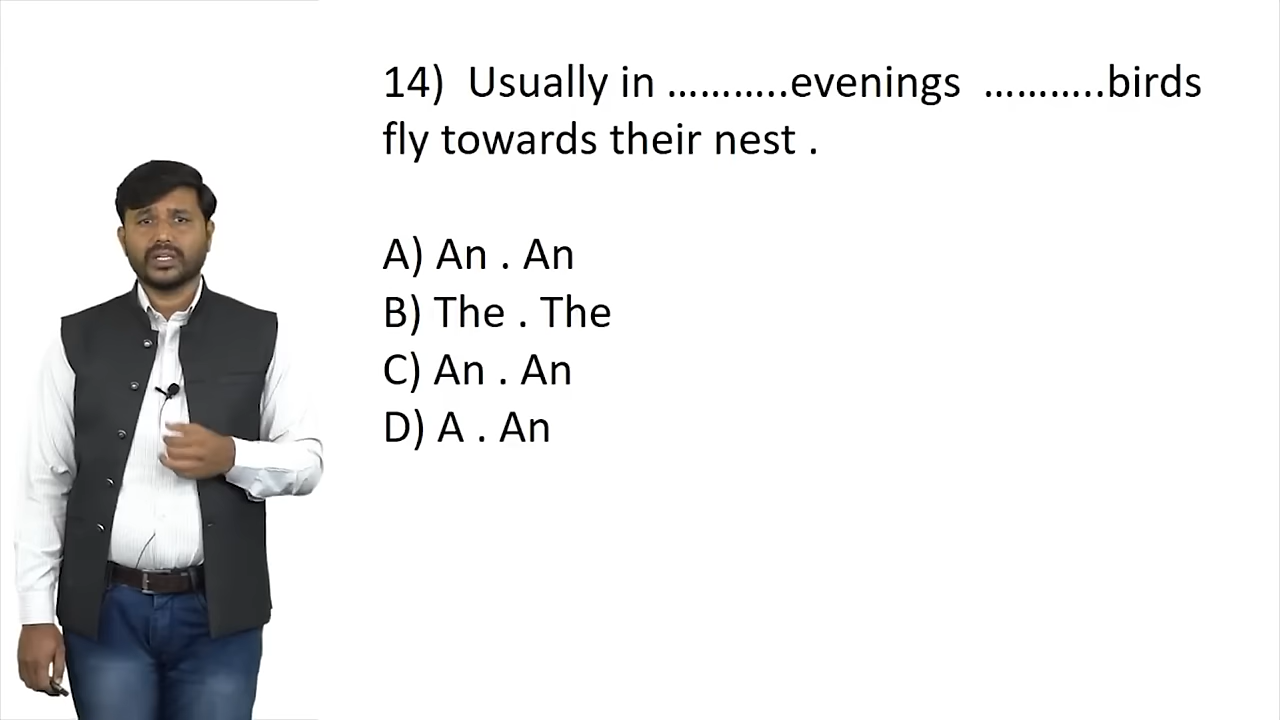 14)  Usually in ………..evenings  ………..birds
fly towards their nest .
A) An . An
B) The . The
C) An . An
D) A . An